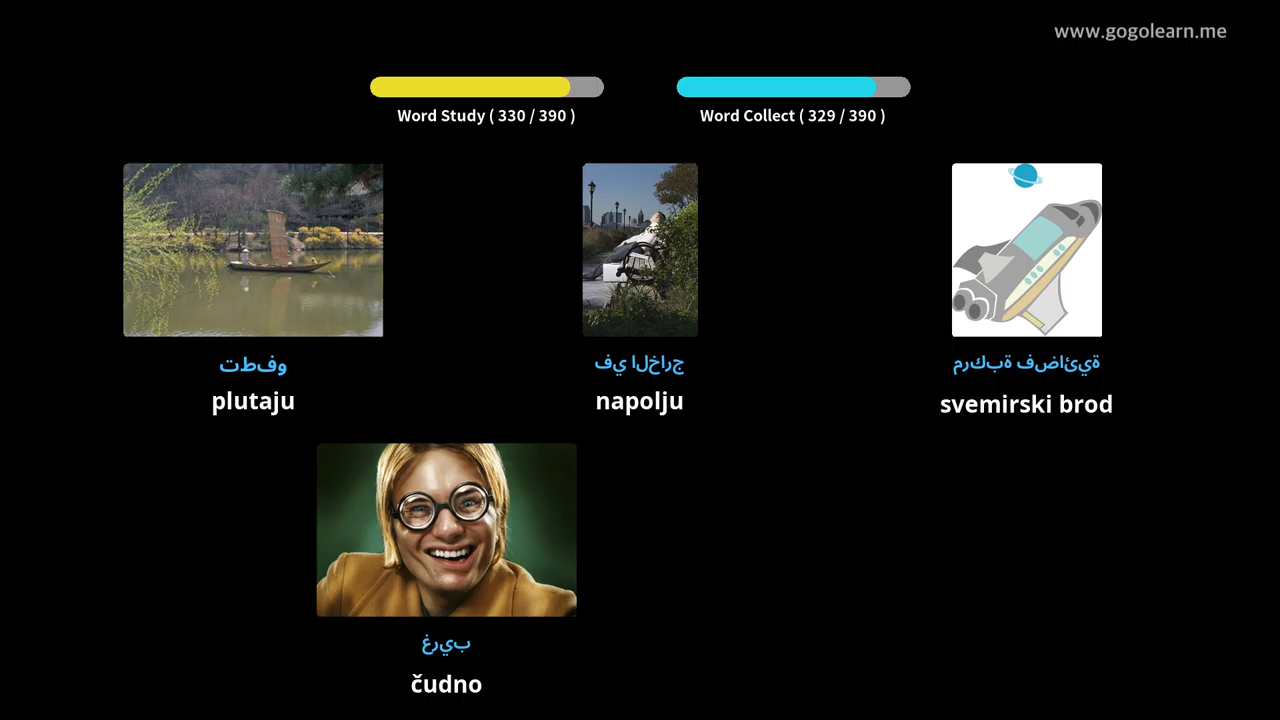 www.gogolearn.me
Word Study ( 330 / 390 )
Word Collect ( 329 / 390 )
تطفو
plutaju
في الخارج
napolju
مركبة فضائية
svemirski brod
غريب
čudno